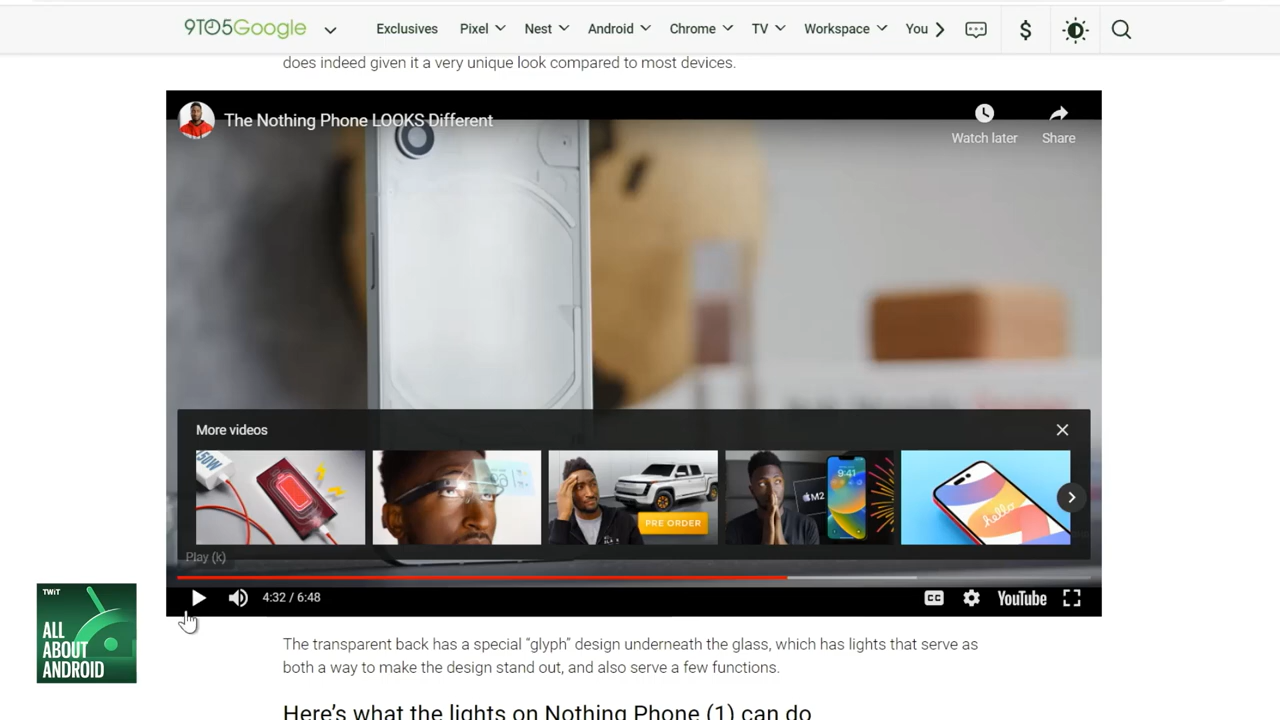 9TO5Google
Exclusives
Pixel
Nest
Android
Chrome
TV
Workspace
You
$
does indeed given it a very unique look compared to most devices.
The Nothing Phone LOOKS Different
Watch later
Share
More videos
150W
PRE ORDER
M2
9:41
hello
Play (k)
4:32 / 6:48
CC
YouTube
TWiT
ALL
ABOUT
ANDROID
The transparent back has a special “glyph” design underneath the glass, which has lights that serve as
both a way to make the design stand out, and also serve a few functions.
Here’s what the lights on Nothing Phone (1) can do